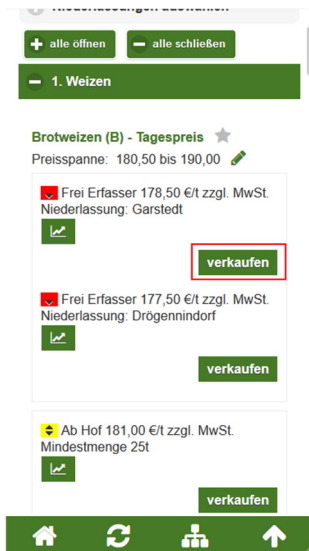 Niederlassungen auswählen
alle öffnen alle schließen
1. Weizen
Brotweizen (B) - Tagespreis
Preisspanne: 180,50 bis 190,00
Frei Erfasser 178,50 €/t zzgl. MwSt.
Niederlassung: Garstedt
verkaufen
Frei Erfasser 177,50 €/t zzgl. MwSt.
Niederlassung: Drögennindorf
verkaufen
Ab Hof 181,00 €/t zzgl. MwSt.
Mindestmenge 25t
verkaufen